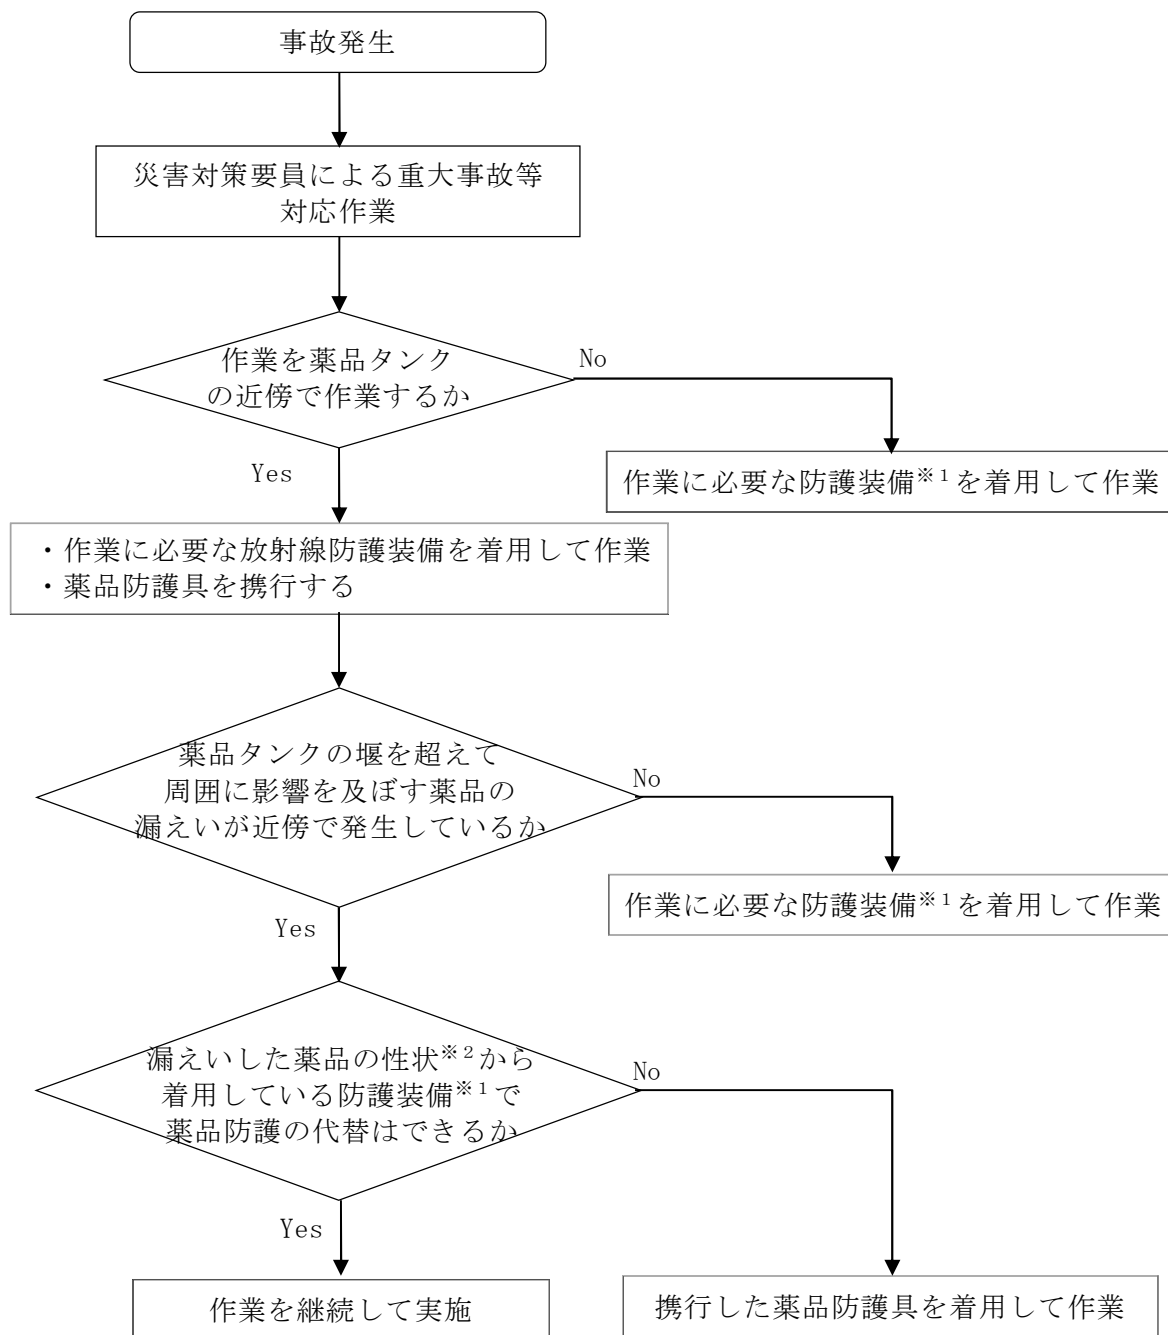 事故発生
災害対策要員による重大事故等
対応作業
作業を薬品タンク
の近傍で作業するか
No
Yes
作業に必要な防護装備※1を着用して作業
・作業に必要な放射線防護装備を着用して作業
・薬品防護具を携行する
薬品タンクの堰を超えて
周囲に影響を及ぼす薬品の
漏えいが近傍で発生しているか
No
作業に必要な防護装備※1を着用して作業
Yes
漏えいした薬品の性状※2から
着用している防護装備※1で
薬品防護の代替はできるか
No
Yes
作業を継続して実施
携行した薬品防護具を着用して作業